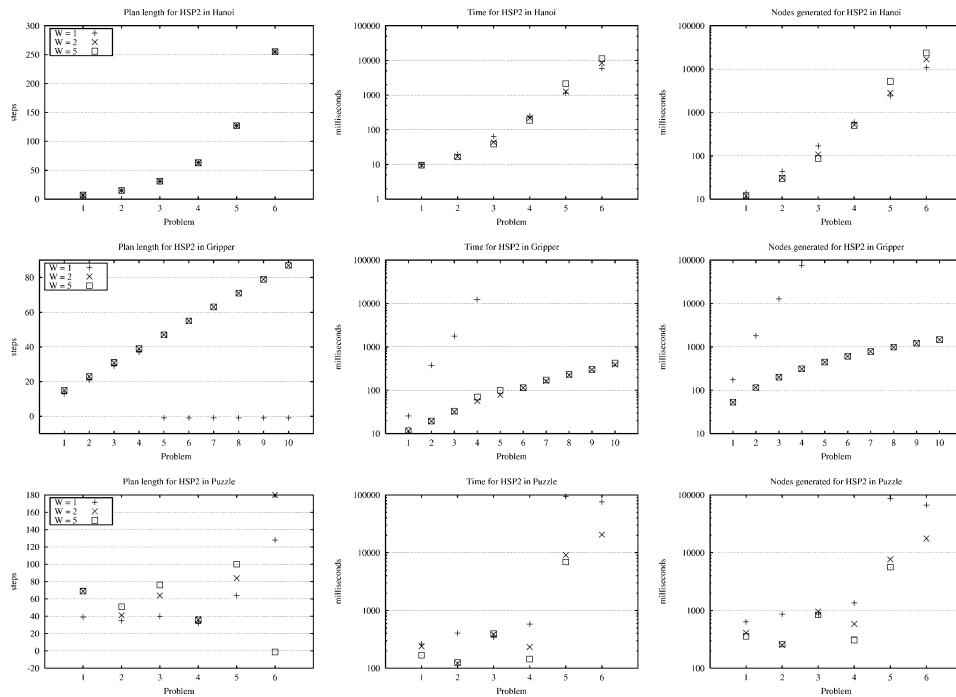 Plan length for HSP2 in Hanoi
W = 1
W = 2
W = 5
steps
300
250
200
150
100
50
0
1 2 3 4 5 6
Problem
Time for HSP2 in Hanoi
milliseconds
100000
10000
1000
100
10
1
1 2 3 4 5 6
Problem
Nodes generated for HSP2 in Hanoi
milliseconds
100000
10000
1000
100
10
1 2 3 4 5 6
Problem
Plan length for HSP2 in Gripper
W = 1
W = 2
W = 5
steps
80
60
40
20
0
1 2 3 4 5 6 7 8 9 10
Problem
Time for HSP2 in Gripper
milliseconds
100000
10000
1000
100
10
1 2 3 4 5 6 7 8 9 10
Problem
Nodes generated for HSP2 in Gripper
milliseconds
100000
10000
1000
100
10
1 2 3 4 5 6 7 8 9 10
Problem
Plan length for HSP2 in Puzzle
W = 1
W = 2
W = 5
steps
180
160
140
120
100
80
60
40
20
0
-20
1 2 3 4 5 6
Problem
Time for HSP2 in Puzzle
milliseconds
100000
10000
1000
100
1 2 3 4 5 6
Problem
Nodes generated for HSP2 in Puzzle
milliseconds
100000
10000
1000
100
1 2 3 4 5 6
Problem